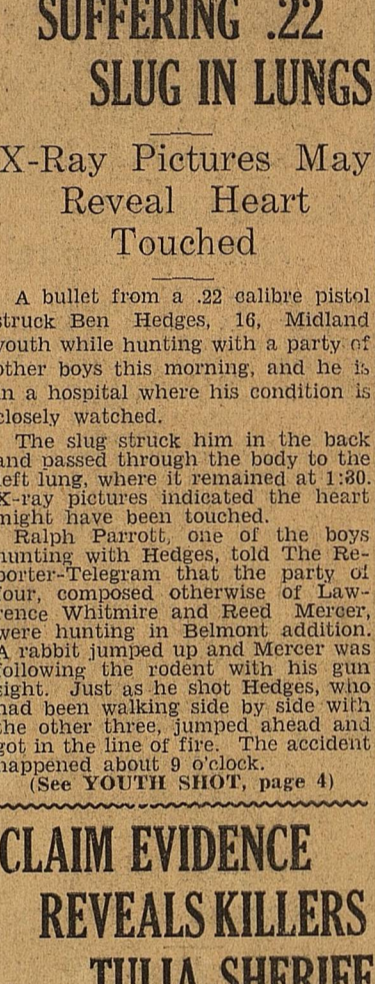 SUFFERING .22
SLUG IN LUNGS
X-Ray Pictures May
Reveal Heart
Touched
A bullet from a .22 calibre pistol
struck Ben Hedges, 16, Midland
youth while hunting with a party of
other boys this morning, and he is
in a hospital where his condition is
closely watched.
The slug struck him in the back
and passed through the body to the
left lung, where it remained at 1:30.
X-ray pictures indicated the heart
might have been touched.
Ralph Parrott, one of the boys
hunting with Hedges, told The Re-
porter-Telegram that the party of
four, composed otherwise of Law-
rence Whitmire and Reed Mercer,
were hunting in Belmont addition.
A rabbit jumped up and Mercer was
following the rodent with his gun
sight. Just as he shot Hedges, who
had been walking side by side with
the other three, jumped ahead and
got in the line of fire. The accident
happened about 9 o'clock.
(See YOUTH SHOT, page 4)
CLAIM EVIDENCE
REVEALS KILLERS
TULIA SHERIFF